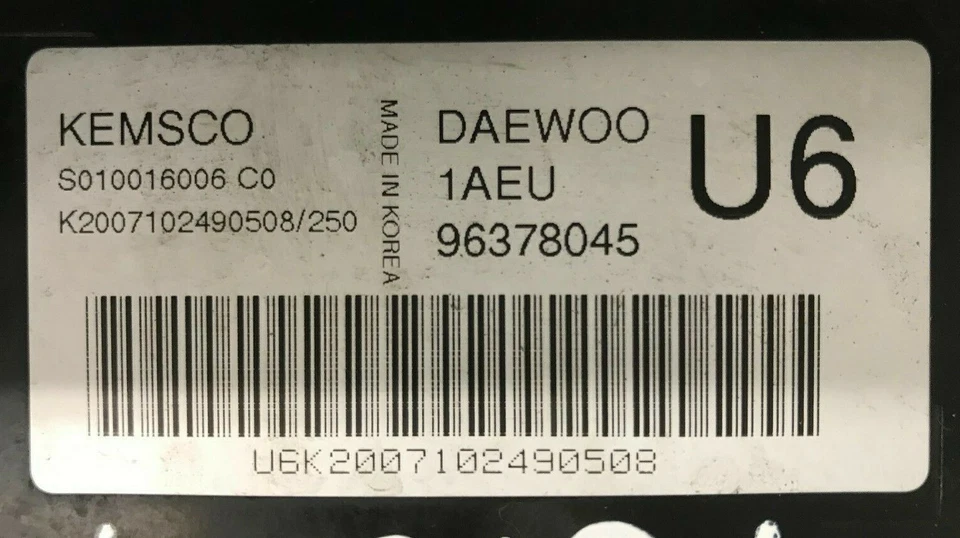 KEMSCO
S010016006 C0
K2007102490508/250
MADE IN KOREA
DAEWOO
1AEU
96378045
U6
U6K2007102490508